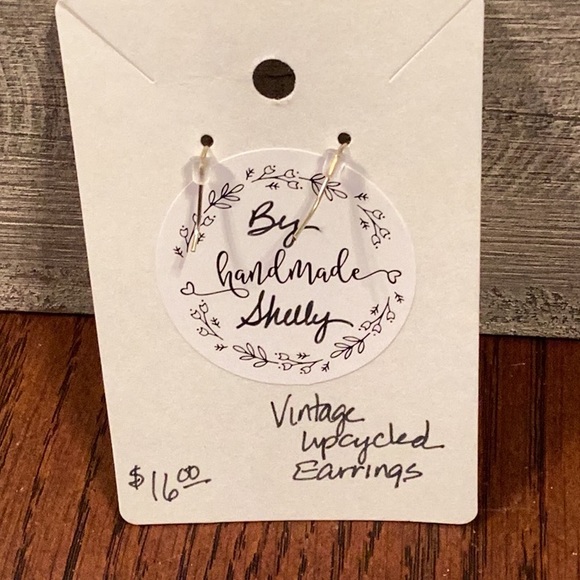 By
handmade
Shelly
Vintage
upcycled
Earrings
$16.00